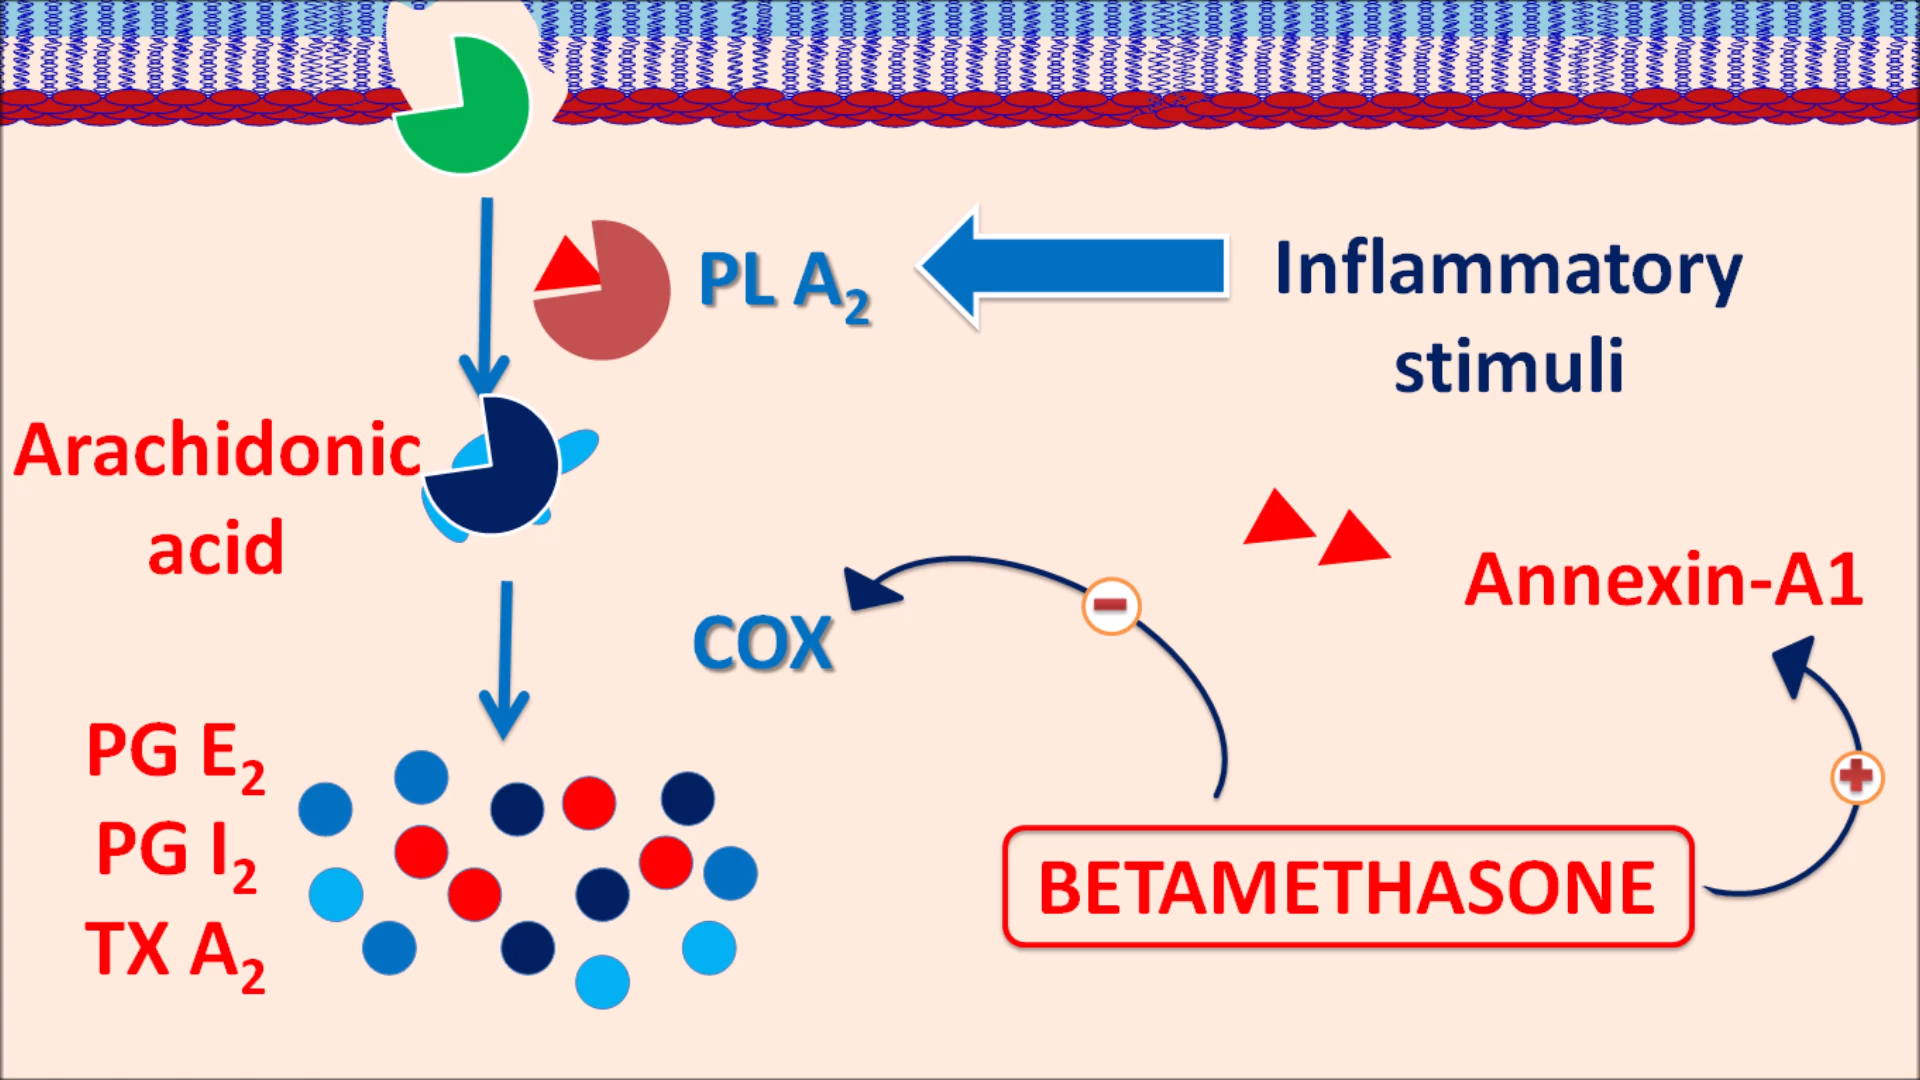 PL A₂
Inflammatory
stimuli
Arachidonic
acid
Annexin-A1
COX
PG E₂
PG I₂
TX A₂
BETAMETHASONE